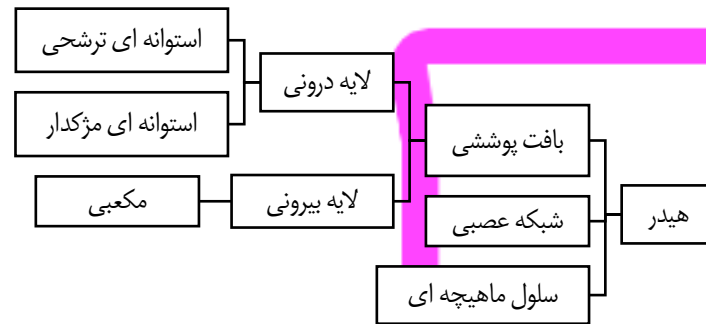 هیدر
بافت پوششی
لایه درونی
استوانه ای ترشحی
استوانه ای مژکدار
لایه بیرونی
مکعبی
شبکه عصبی
سلول ماهیچه ای